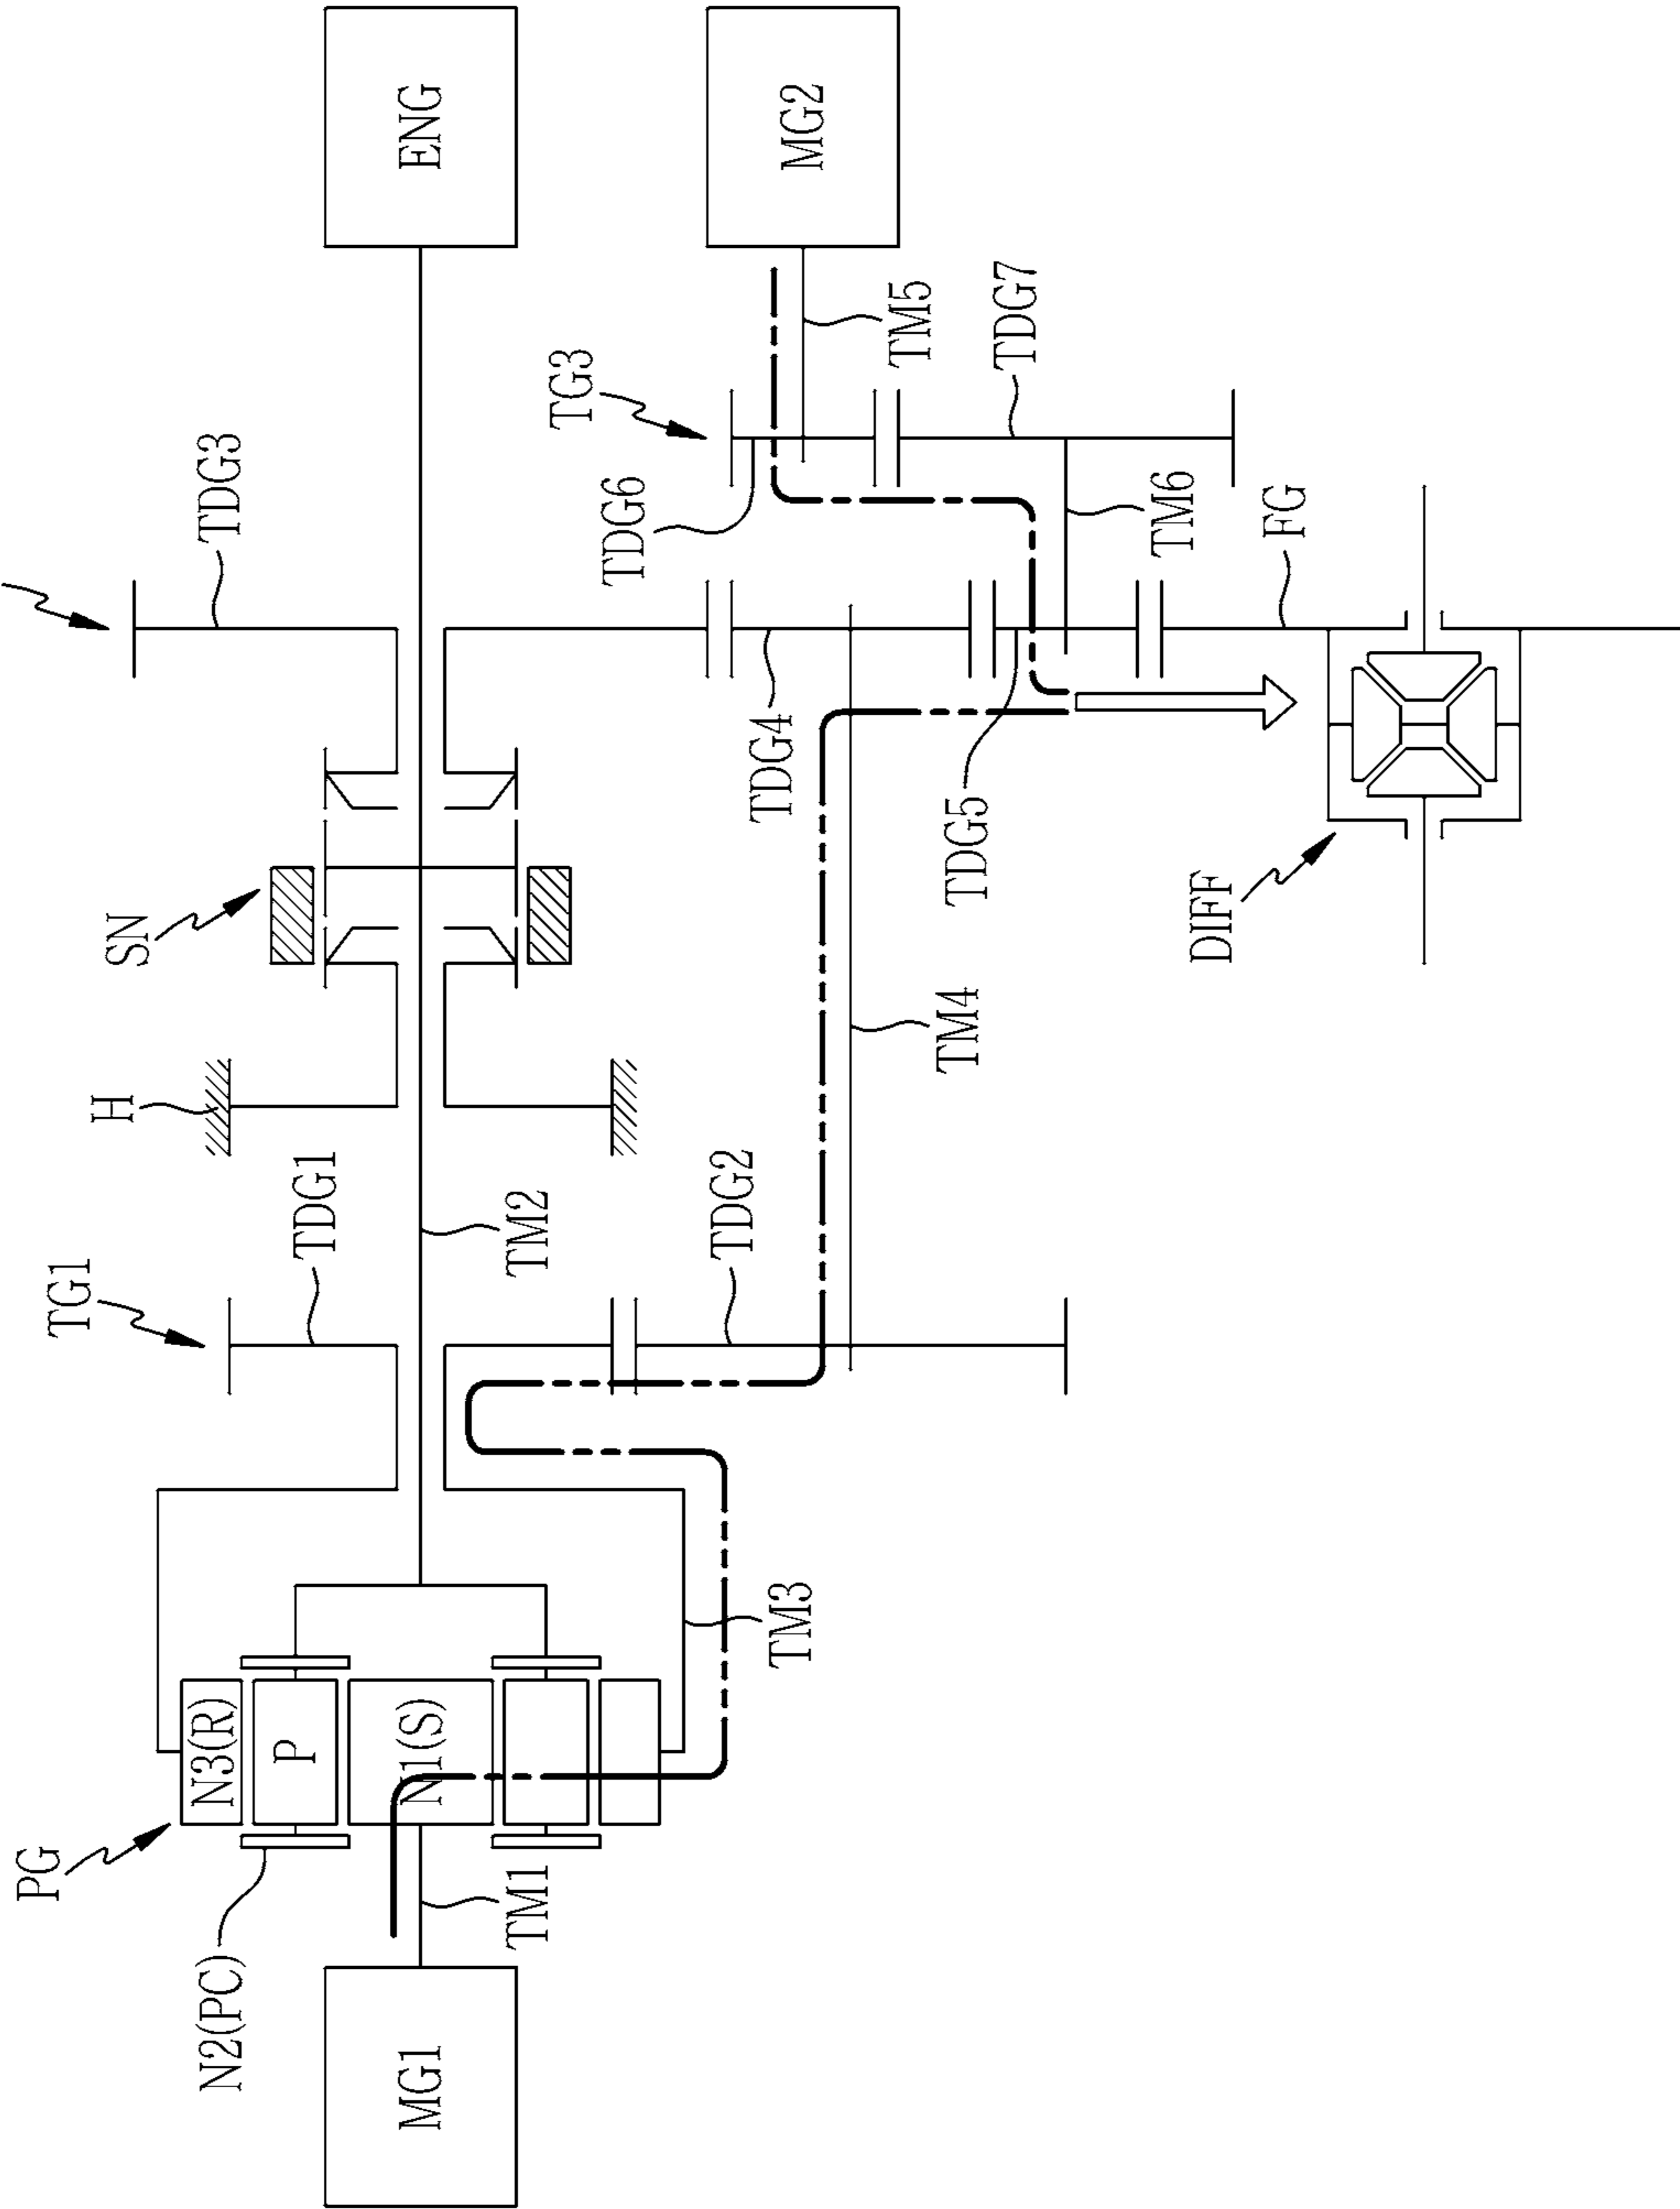 ENG
MG2
TM5
TDG7
TG3
TDG3
TDG6
TM6
FG
TDG4
TDG5
SN
DIFF
TM4
H
TDG1
TM2
TDG2
TG1
TM3
N3(R)
P
N1(S)
PG
TM1
N2(PC)
MG1